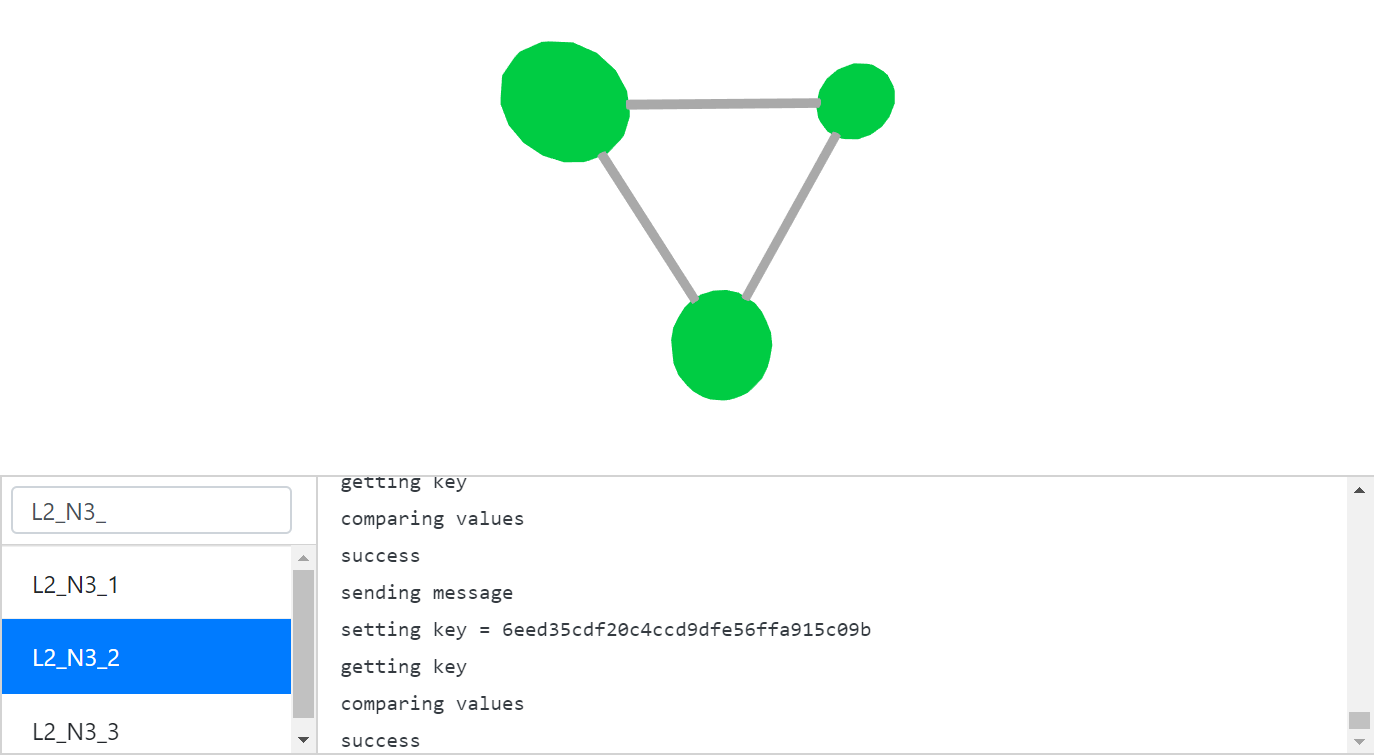 L2_N3_
L2_N3_1
L2_N3_2
L2_N3_3
getting key
comparing values
success
sending message
setting key = 6eed35cdf20c4ccd9dfe56ffa915c09b
getting key
comparing values
success